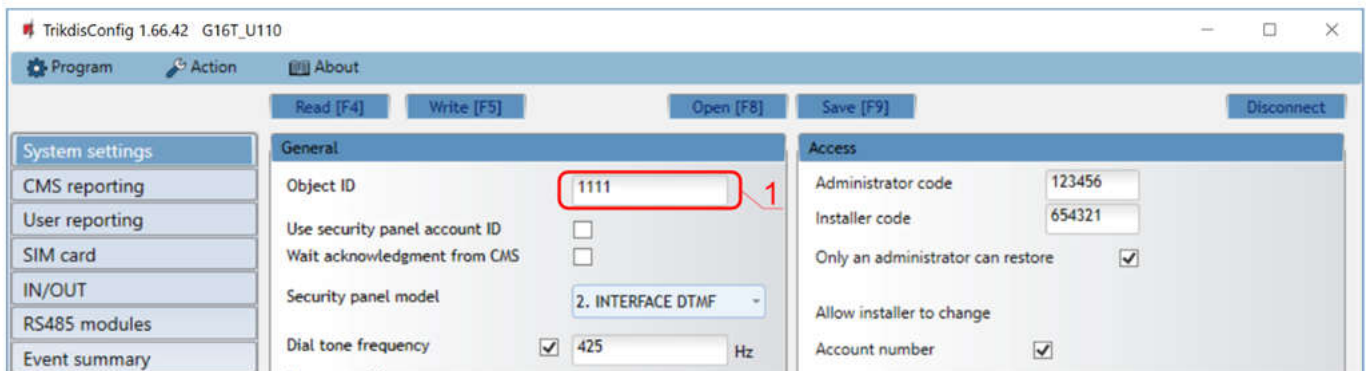 TrikdisConfig 1.66.42 G16T_U110
Program Action About
Read [F4] Write [F5] Open [F8] Save [F9] Disconnect
System settings
CMS reporting
User reporting
SIM card
IN/OUT
RS485 modules
Event summary
General
Object ID 1111 1
Use security panel account ID
Wait acknowledgment from CMS
Security panel model 2. INTERFACE DTMF
Dial tone frequency 425 Hz
Access
Administrator code 123456
Installer code 654321
Only an administrator can restore
Allow installer to change
Account number